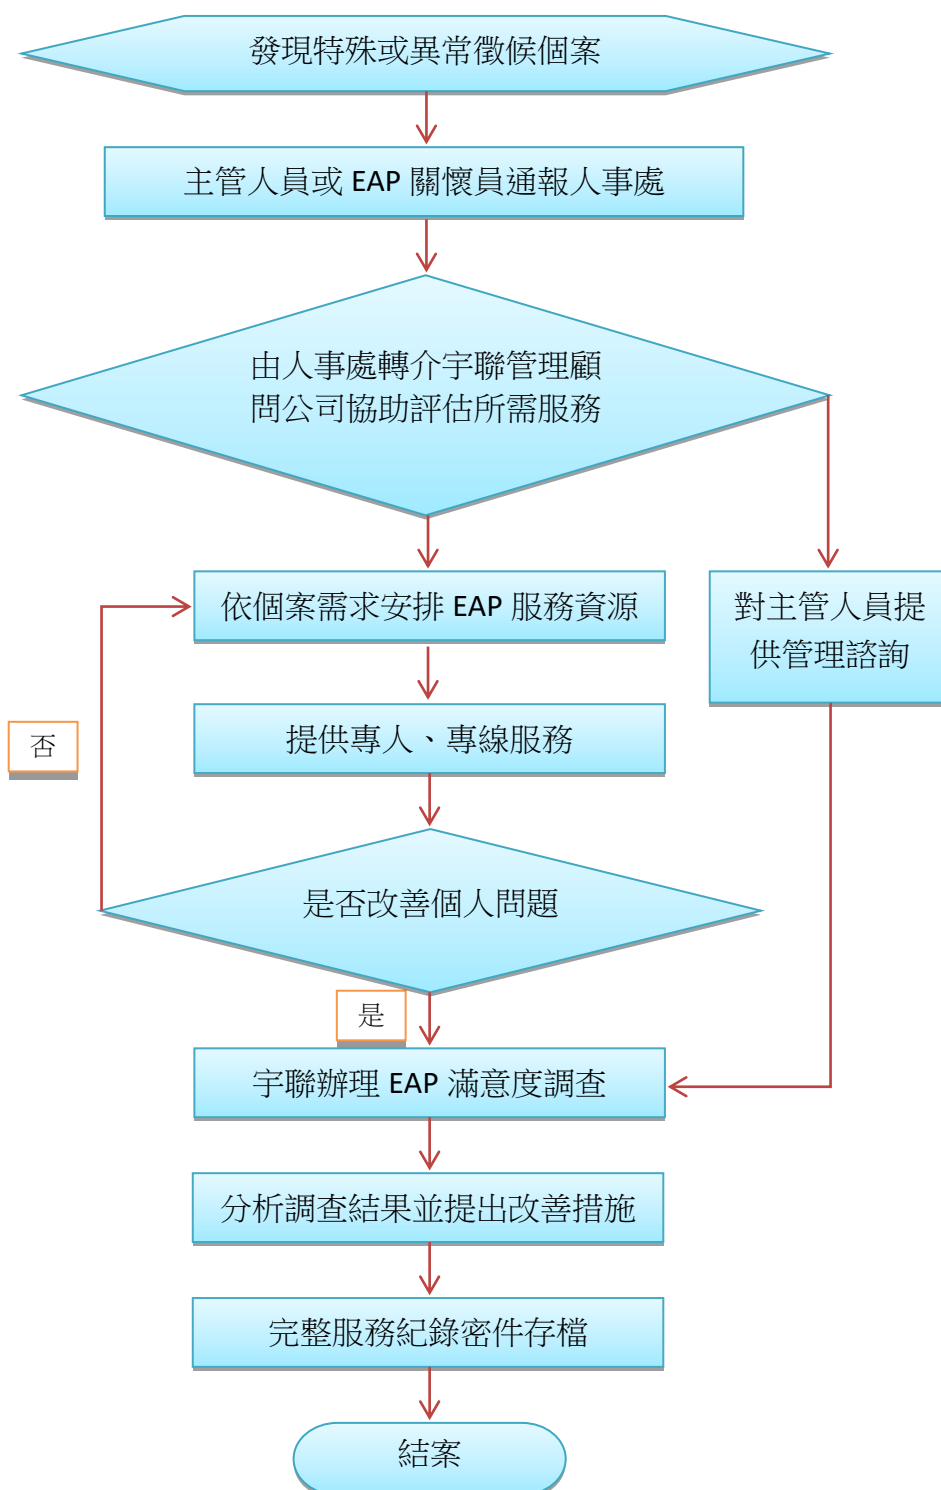 發現特殊或異常徵候個案
主管人員或 EAP 關懷員通報人事處
由人事處轉介宇聯管理顧
問公司協助評估所需服務
依個案需求安排 EAP 服務資源
對主管人員提
供管理諮詢
提供專人、專線服務
否
是否改善個人問題
是
宇聯辦理 EAP 滿意度調查
分析調查結果並提出改善措施
完整服務紀錄密件存檔
結案